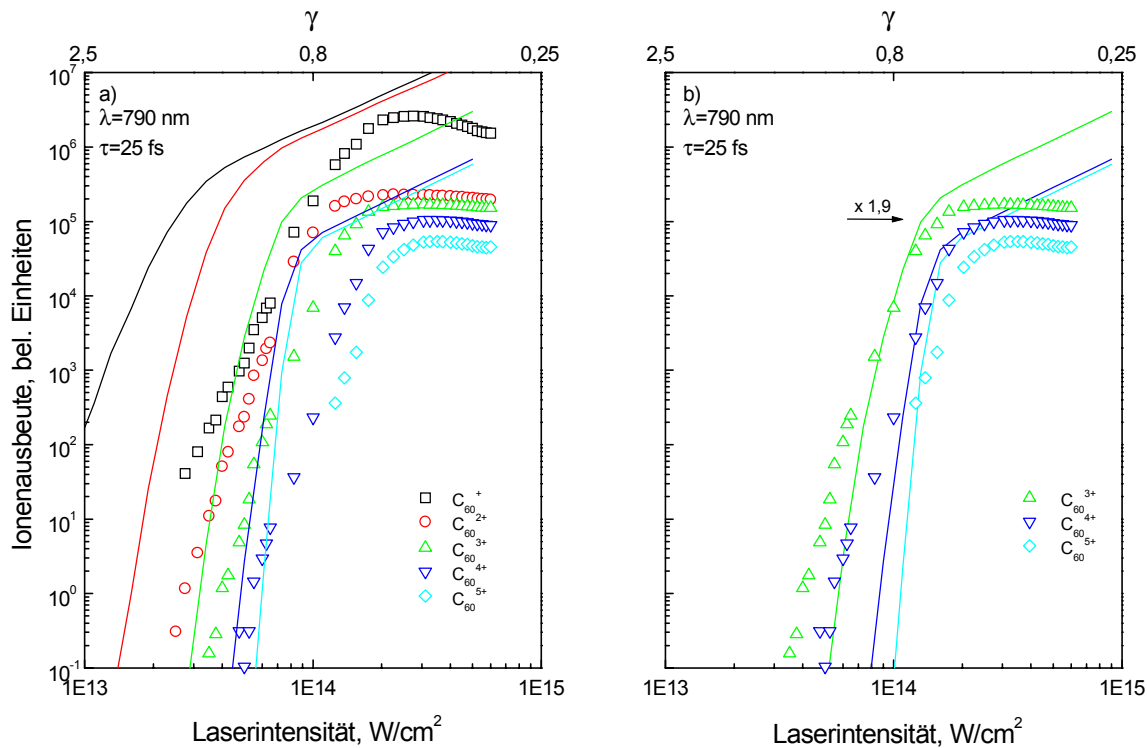 γ
2,5 0,8 0,25
10⁷
10⁶
10⁵
10⁴
10³
10²
10¹
10⁰
10⁻¹
Ionenausbeute, bel. Einheiten
a)
λ=790 nm
τ=25 fs
C₆₀⁺
C₆₀²⁺
C₆₀³⁺
C₆₀⁴⁺
C₆₀⁵⁺
1E13 1E14 1E15
Laserintensität, W/cm²
γ
2,5 0,8 0,25
b)
λ=790 nm
τ=25 fs
x 1,9
C₆₀³⁺
C₆₀⁴⁺
C₆₀⁵⁺
1E13 1E14 1E15
Laserintensität, W/cm²